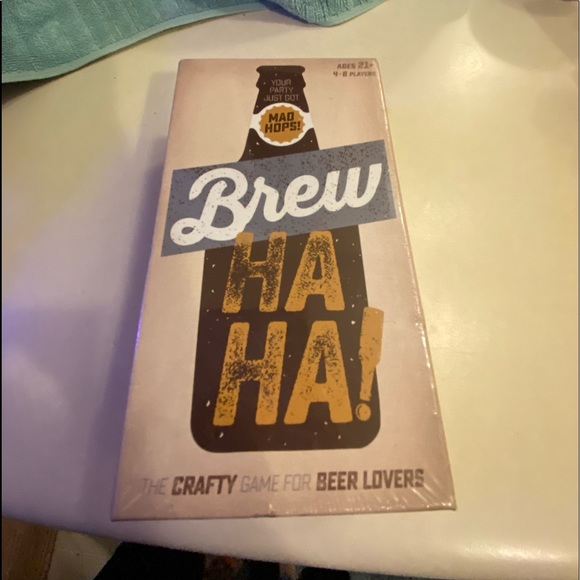 AGES 21+
4-8 PLAYERS
YOUR
PARTY
JUST GOT
MAD
HOPS!
Brew
HA
HA!
THE CRAFTY GAME FOR BEER LOVERS